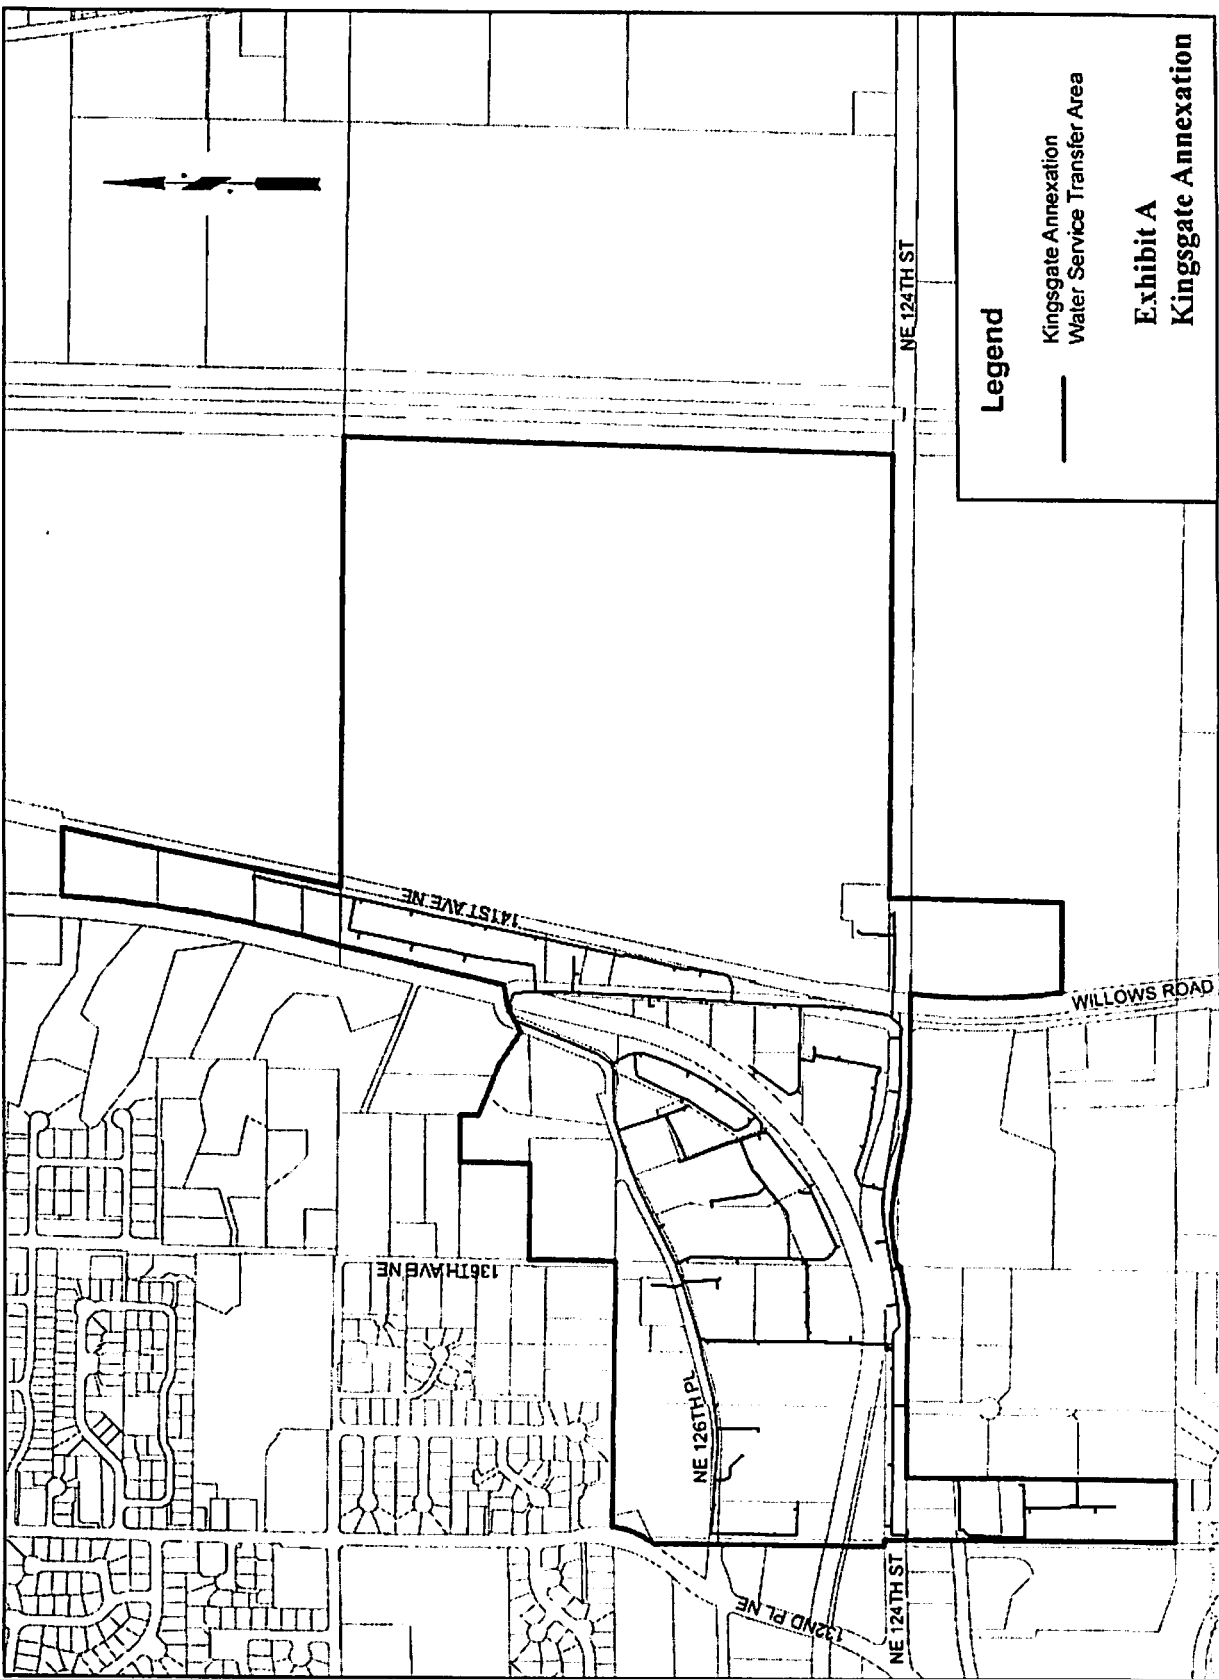 141ST AVE NE
136TH AVE NE
NE 126TH PL
132ND PL NE
NE 124TH ST
NE 124TH ST
WILLOWS ROAD
Legend
Kingsgate Annexation
Water Service Transfer Area
Exhibit A
Kingsgate Annexation